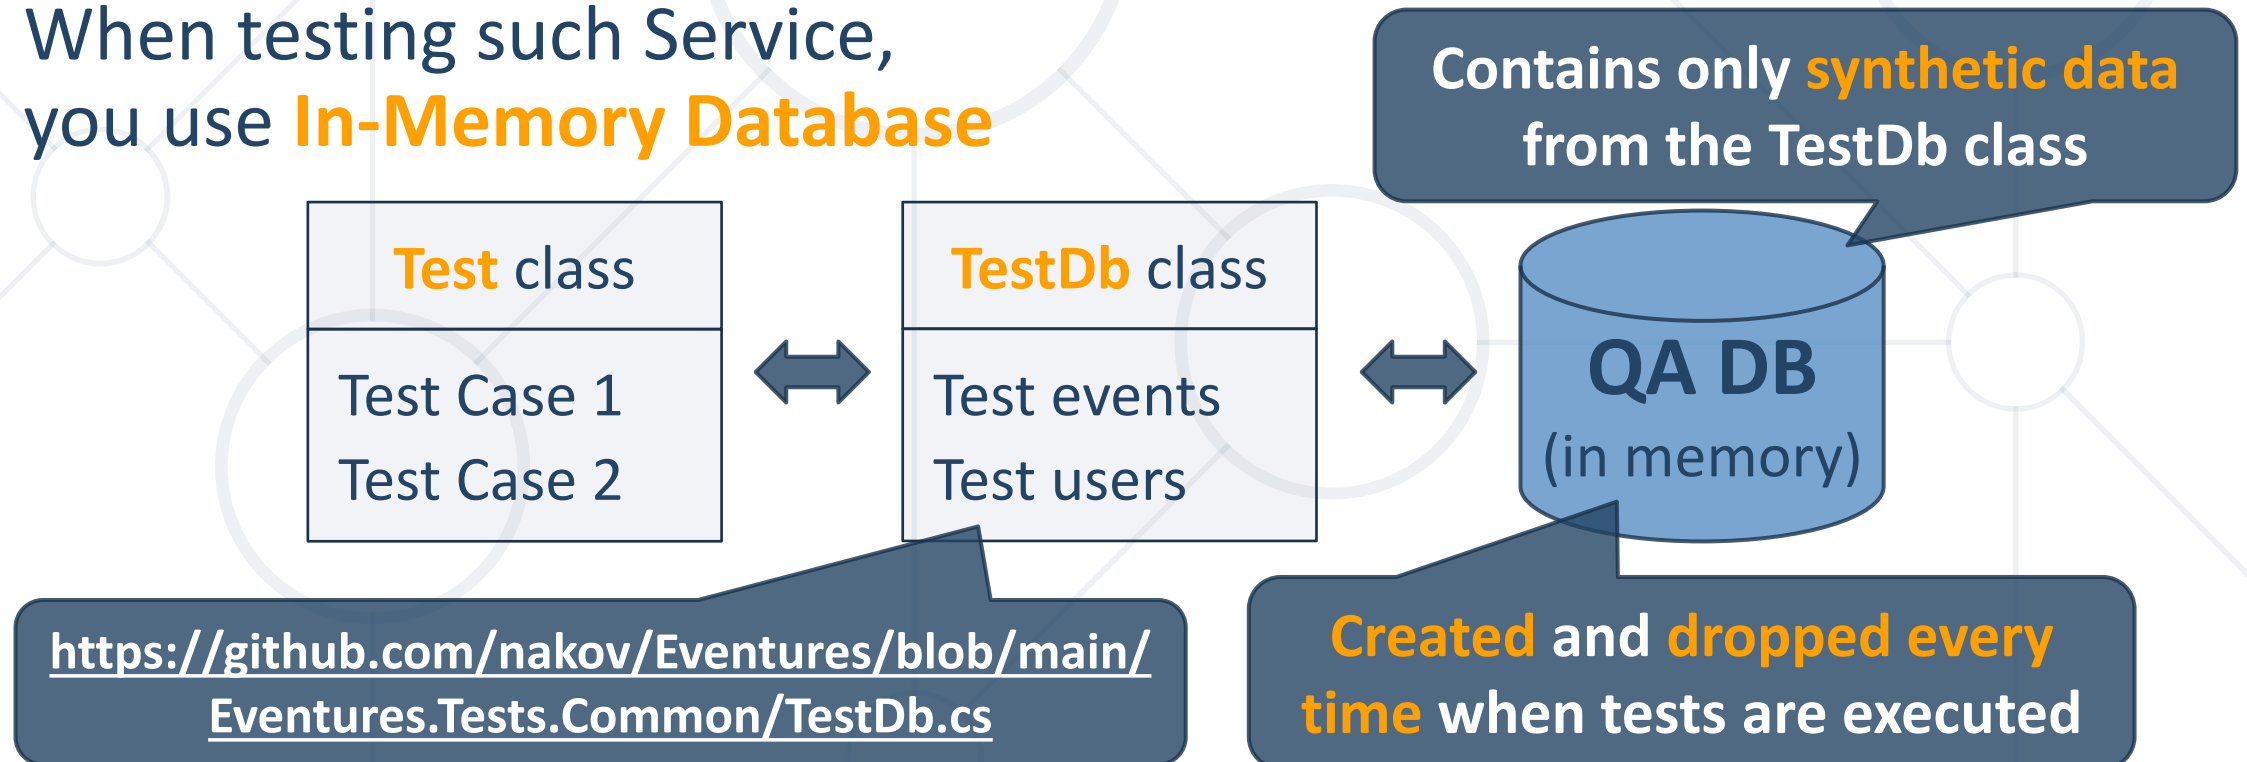 When testing such Service,
you use In-Memory Database
Contains only synthetic data
from the TestDb class
Test class
Test Case 1
Test Case 2
TestDb class
Test events
Test users
QA DB
(in memory)
https://github.com/nakov/Eventures/blob/main/
Eventures.Tests.Common/TestDb.cs
Created and dropped every
time when tests are executed